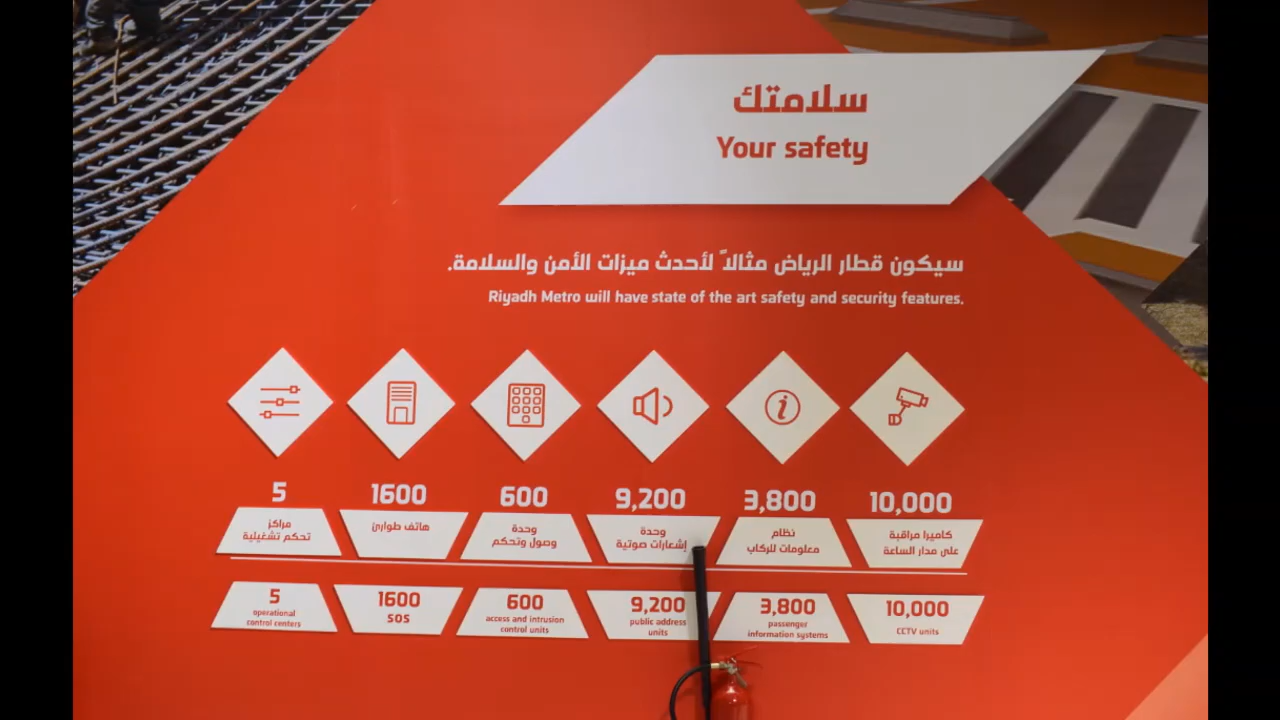 سلامتك
Your safety
سيكون قطار الرياض مثالاً لأحدث ميزات الأمن والسلامة.
Riyadh Metro will have state of the art safety and security features.
10,000
كاميرا مراقبة
على مدار الساعة
3,800
نظام
معلومات للركاب
9,200
وحدة
إشعارات صوتية
600
وحدة
وصول وتحكم
1600
هاتف طوارئ
5
مراكز
تحكم تشغيلية
5
operational
control centers
1600
SOS
600
access and intrusion
control units
9,200
public address
units
3,800
passenger
information systems
10,000
CCTV units